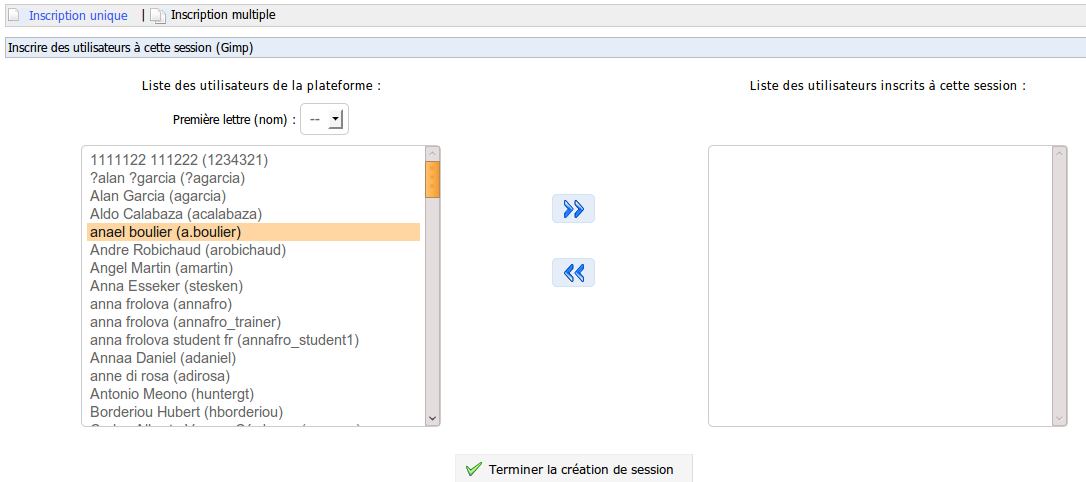 Inscription unique | Inscription multiple
Inscrire des utilisateurs à cette session (Gimp)
Liste des utilisateurs de la plateforme :
Première lettre (nom) : --
1111122 111222 (1234321)
?alan ?garcia (?agarcia)
Alan Garcia (agarcia)
Aldo Calabaza (acalabaza)
anael boulier (a.boulier)
Andre Robichaud (arobichaud)
Angel Martin (amartin)
Anna Esseker (stesken)
anna frolova (annafro)
anna frolova (annafro_trainer)
anna frolova student fr (annafro_student1)
Annaa Daniel (adaniel)
anne di rosa (adirosa)
Antonio Meono (huntergt)
Borderiou Hubert (hborderiou)
Liste des utilisateurs inscrits à cette session :
Terminer la création de session